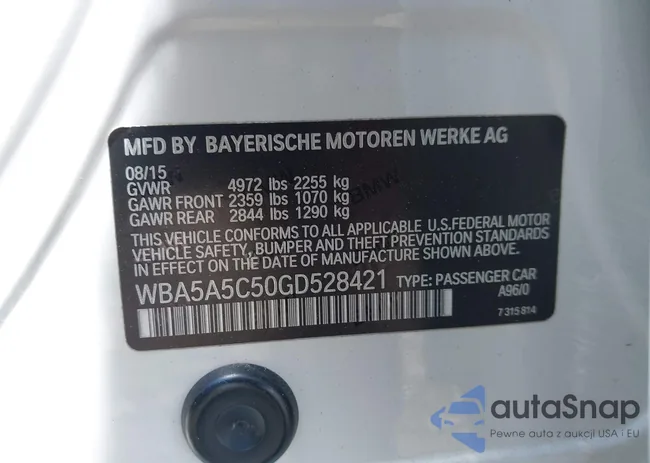 MFD BY BAYERISCHE MOTOREN WERKE AG
08/15
GVWR 4972 lbs 2255 kg
GAWR FRONT 2359 lbs 1070 kg
GAWR REAR 2844 lbs 1290 kg
BMW
THIS VEHICLE CONFORMS TO ALL APPLICABLE U.S.FEDERAL MOTOR
VEHICLE SAFETY, BUMPER AND THEFT PREVENTION STANDARDS
IN EFFECT ON THE DATE OF MANUFACTURE SHOWN ABOVE.
WBA5A5C50GD528421 TYPE: PASSENGER CAR
A96/0
7 315 814
autaSnap
Pewne auta z aukcji USA i EU